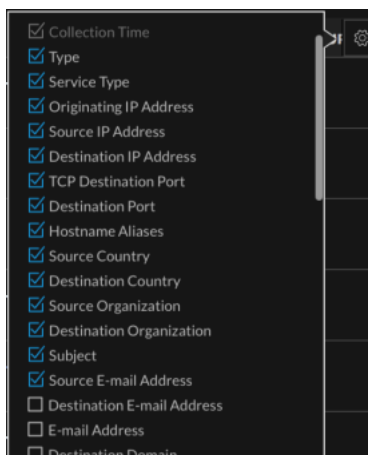 Collection Time
Type
Service Type
Originating IP Address
Source IP Address
Destination IP Address
TCP Destination Port
Destination Port
Hostname Aliases
Source Country
Destination Country
Source Organization
Destination Organization
Subject
Source E-mail Address
Destination E-mail Address
E-mail Address
Destination Domain